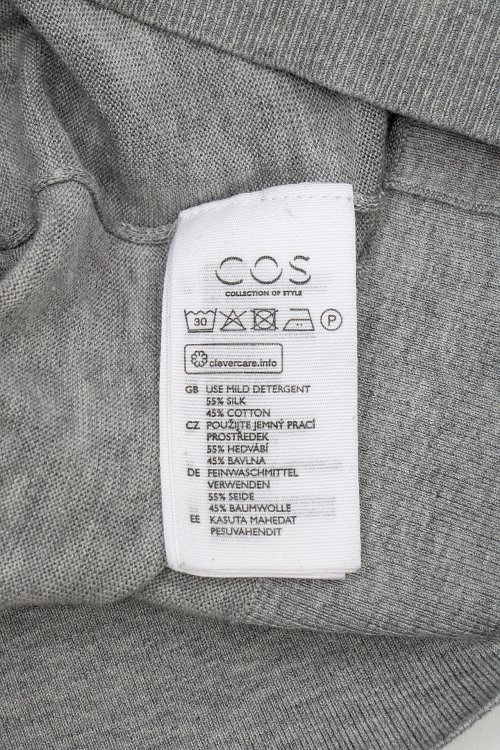 COS
COLLECTION OF STYLE
30 P
clevercare.info
GB USE MILD DETERGENT
55% SILK
45% COTTON
CZ POUŽIJTE JEMNÝ PRACÍ
PROSTŘEDEK
55% HEDVÁBÍ
45% BAVLNA
DE FEINWASCHMITTEL
VERWENDEN
55% SEIDE
45% BAUMWOLLE
EE KASUTA MAHEDAT
PESUVAHENDIT